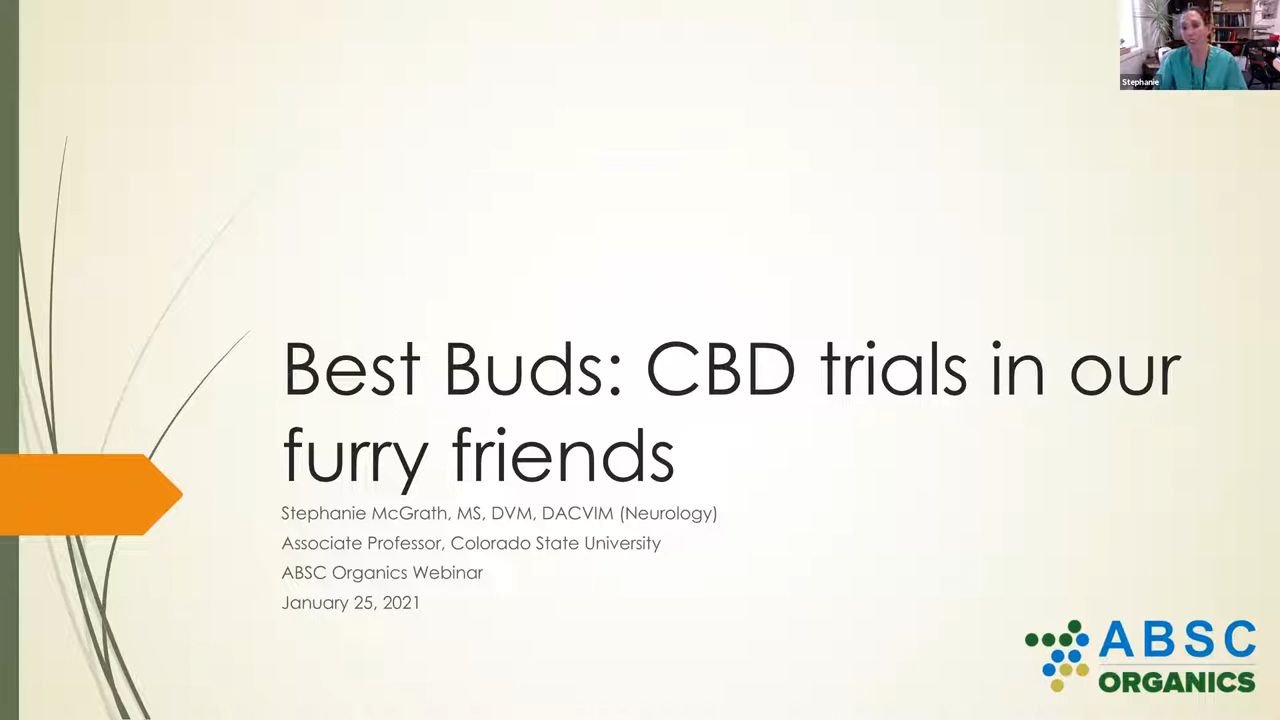 Stephanie
Best Buds: CBD trials in our
furry friends
Stephanie McGrath, MS, DVM, DACVIM (Neurology)
Associate Professor, Colorado State University
ABSC Organics Webinar
January 25, 2021
ABSC
ORGANICS